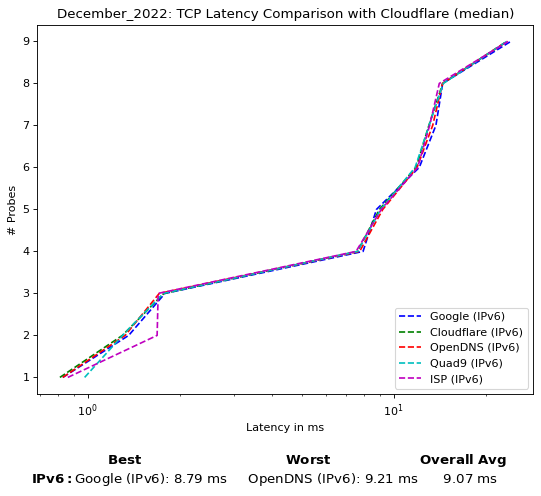 December_2022: TCP Latency Comparison with Cloudflare (median)
9
8
7
6
5
4
3
2
1
# Probes
Google (IPv6)
Cloudflare (IPv6)
OpenDNS (IPv6)
Quad9 (IPv6)
ISP (IPv6)
10⁰ 10¹
Latency in ms
Best Worst Overall Avg
IPv6: Google (IPv6): 8.79 ms OpenDNS (IPv6): 9.21 ms 9.07 ms